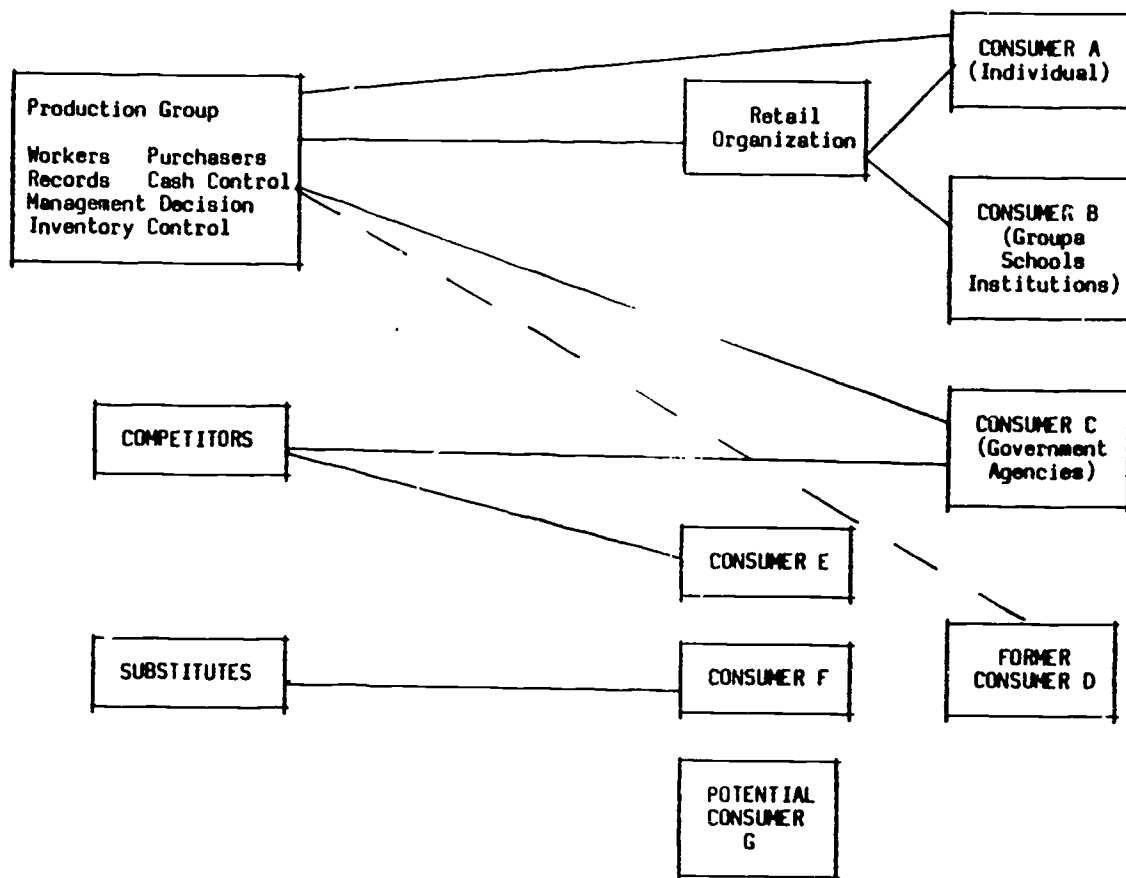 Production Group
Workers Purchasers
Records Cash Control
Management Decision
Inventory Control
Retail
Organization
CONSUMER A
(Individual)
CONSUMER B
(Groupa
Schools
Institutions)
COMPETITORS
CONSUMER C
(Government
Agencies)
CONSUMER E
SUBSTITUTES
CONSUMER F
FORMER
CONSUMER D
POTENTIAL
CONSUMER
G